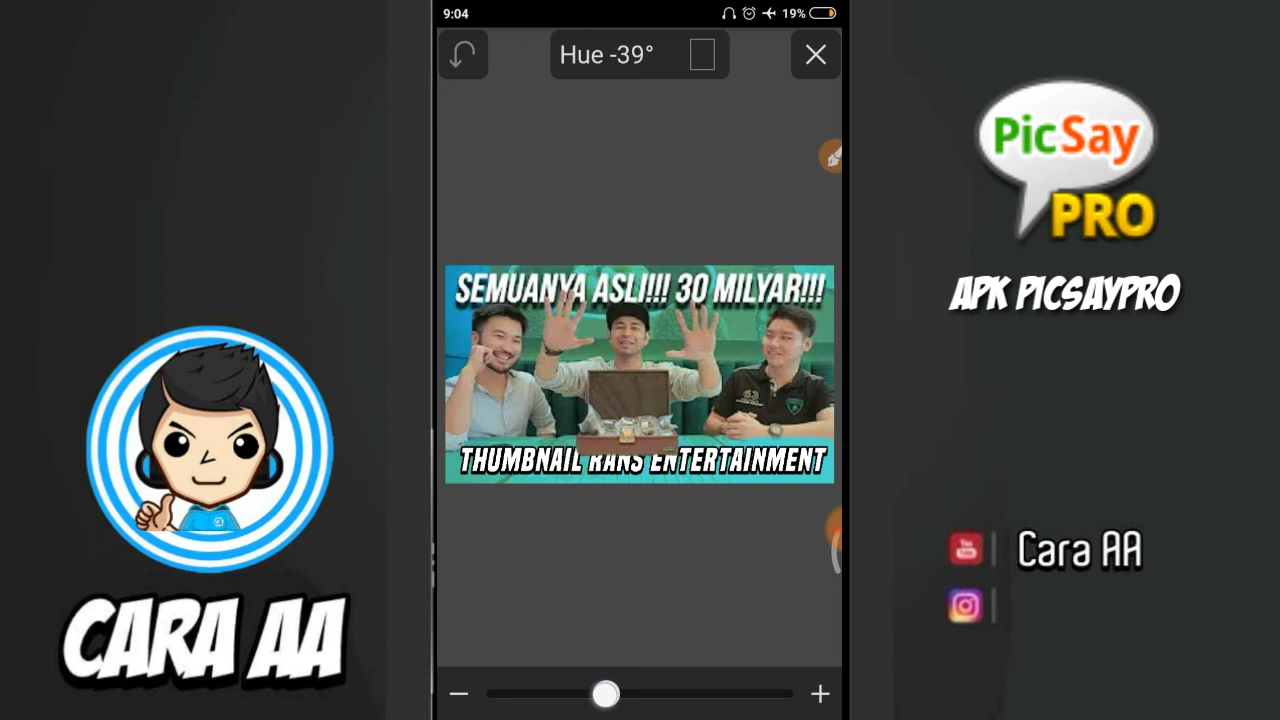 9:04
19%
Hue -39°
SEMUANYA ASLI!!! 30 MILYAR!!!
THUMBNAIL RANS ENTERTAINMENT
CARA AA
PicSay
PRO
APK PICSAYPRO
Cara AA